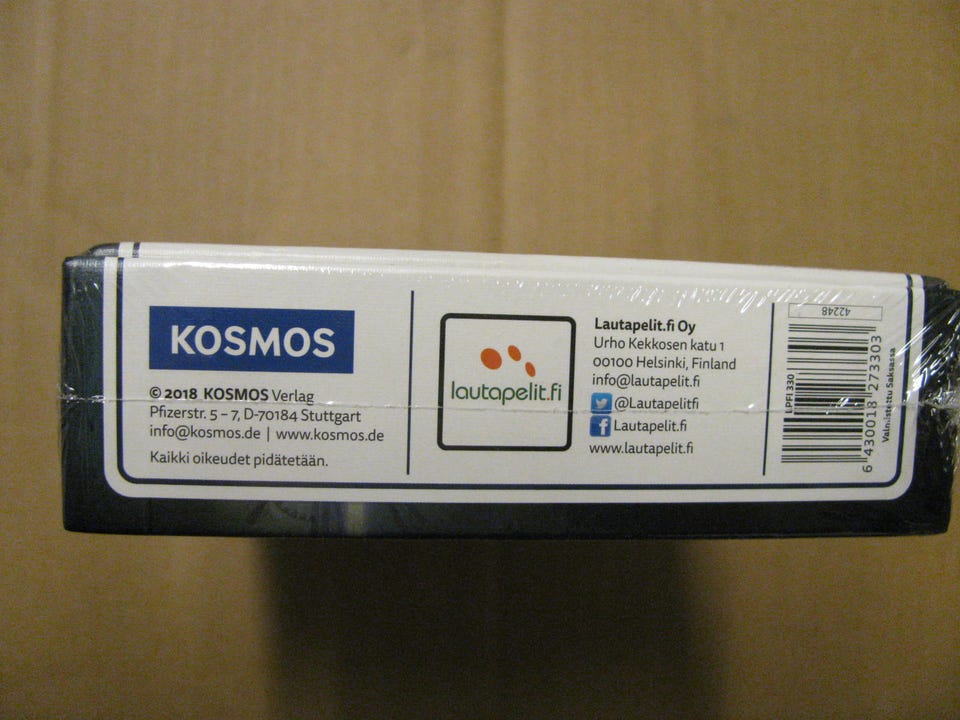 KOSMOS
© 2018 KOSMOS Verlag
Pfizerstr. 5 – 7, D-70184 Stuttgart
info@kosmos.de | www.kosmos.de
Kaikki oikeudet pidätetään.
lautapelit.fi
Lautapelit.fi Oy
Urho Kekkosen katu 1
00100 Helsinki, Finland
info@lautapelit.fi
@Lautapelitfi
Lautapelit.fi
www.lautapelit.fi
42248
LPFI330
6 430018 273303
Valmistettu Saksassa